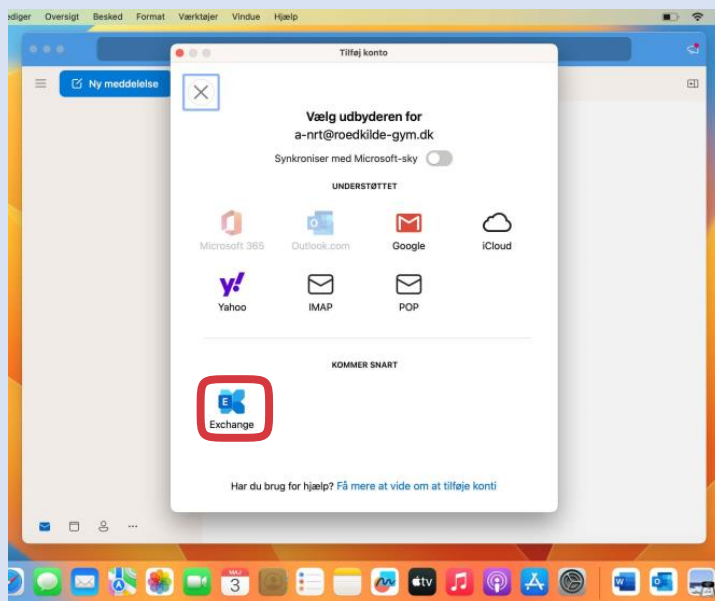 ediger Oversigt Besked Format Værktøjer Vindue Hjælp
Tilføj konto
Ny meddelelse
Vælg udbyderen for
a-nrt@roedkilde-gym.dk
Synkroniser med Microsoft-sky
UNDERSTØTTET
Microsoft 365 Outlook.com Google iCloud
Yahoo IMAP POP
KOMMER SNART
Exchange
Har du brug for hjælp? Få mere at vide om at tilføje konti
MAJ
3
tv